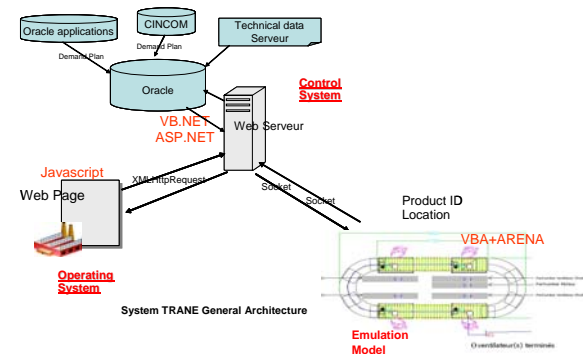 CINCOM
Oracle applications
Technical data
Serveur
Demand Plan
Demand Plan
Oracle
Control
System
VB.NET
ASP.NET
Web Serveur
Javascript
XMLHttpRequest
Web Page
Socket
Socket
Product ID
Location
VBA+ARENA
Operating
System
System TRANE General Architecture
Emulation
Model
terminés